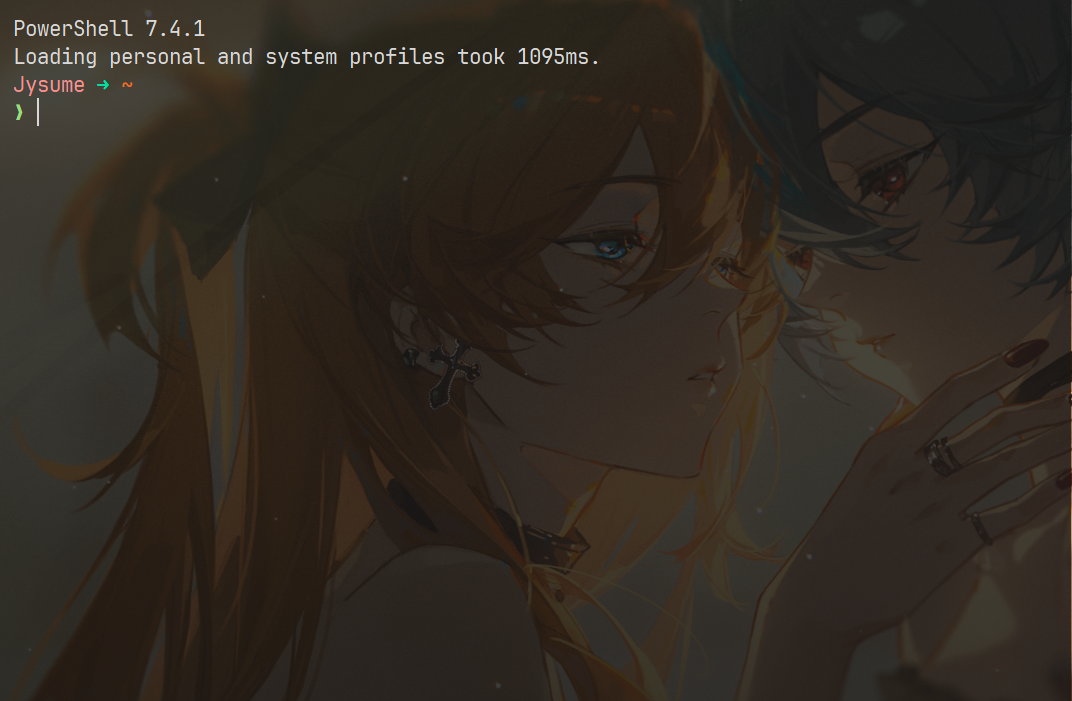 PowerShell 7.4.1
Loading personal and system profiles took 1095ms.
Jysume → ~
❯